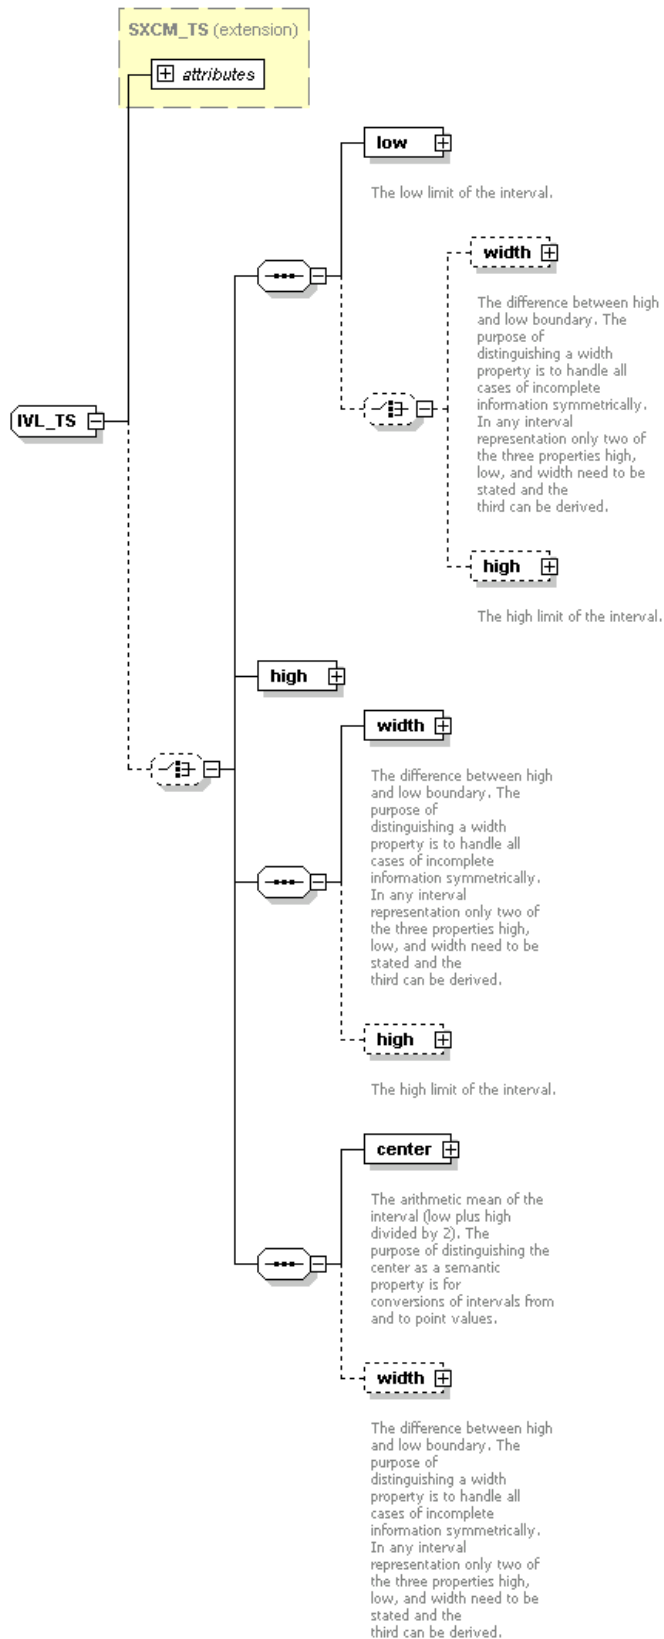 SXCM_TS (extension)
attributes
low
The low limit of the interval.
width
The difference between high
and low boundary. The
purpose of
distinguishing a width
property is to handle all
cases of incomplete
information symmetrically.
In any interval
representation only two of
the three properties high,
low, and width need to be
stated and the
third can be derived.
IVL_TS
high
The high limit of the interval.
high
width
The difference between high
and low boundary. The
purpose of
distinguishing a width
property is to handle all
cases of incomplete
information symmetrically.
In any interval
representation only two of
the three properties high,
low, and width need to be
stated and the
third can be derived.
high
The high limit of the interval.
center
The arithmetic mean of the
interval (low plus high
divided by 2). The
purpose of distinguishing the
center as a semantic
property is for
conversions of intervals from
and to point values.
width
The difference between high
and low boundary. The
purpose of
distinguishing a width
property is to handle all
cases of incomplete
information symmetrically.
In any interval
representation only two of
the three properties high,
low, and width need to be
stated and the
third can be derived.